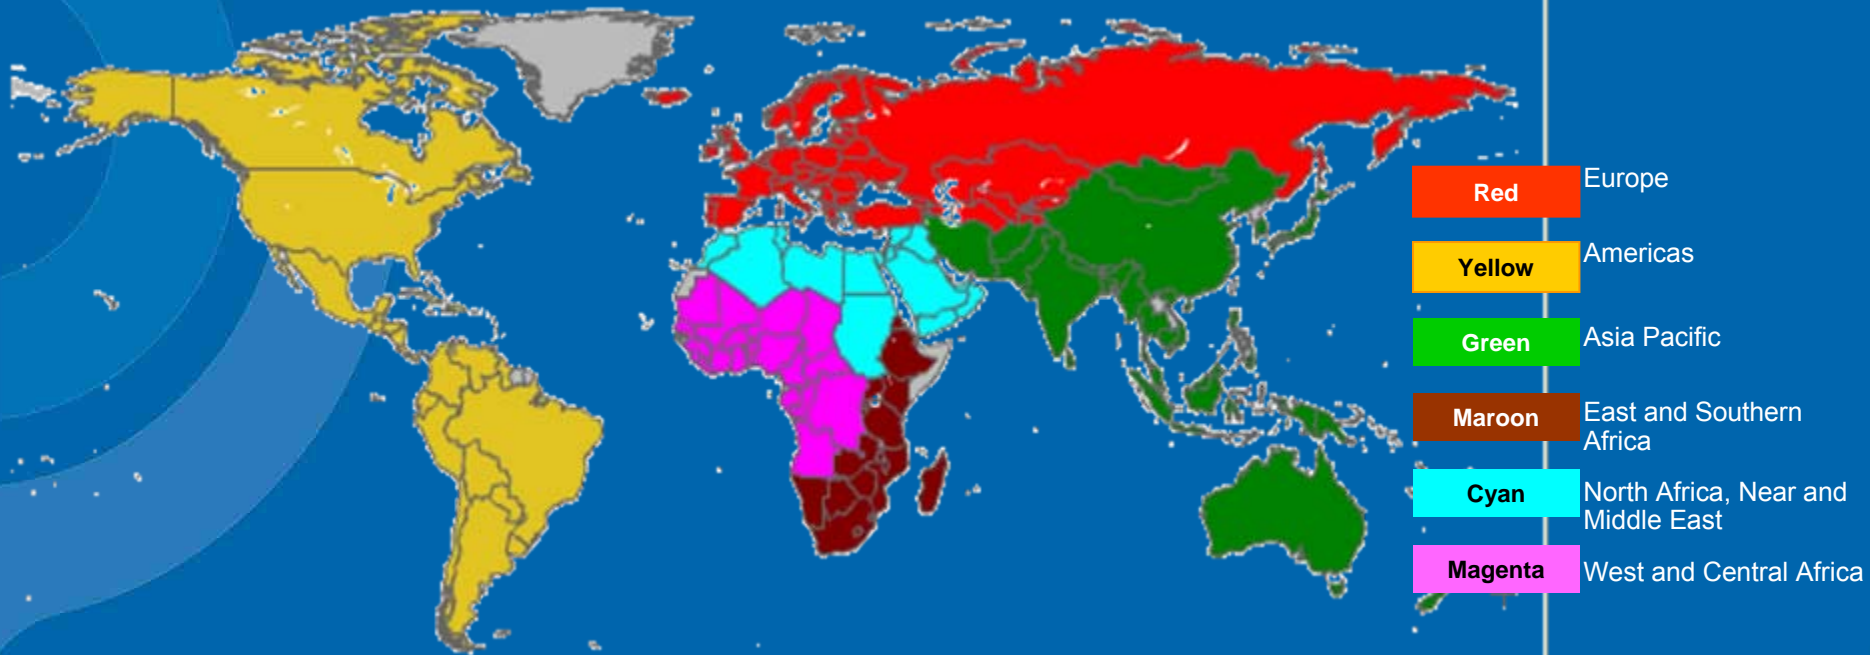 Red
Europe
Yellow
Americas
Green
Asia Pacific
Maroon
East and Southern
Africa
Cyan
North Africa, Near and
Middle East
Magenta
West and Central Africa